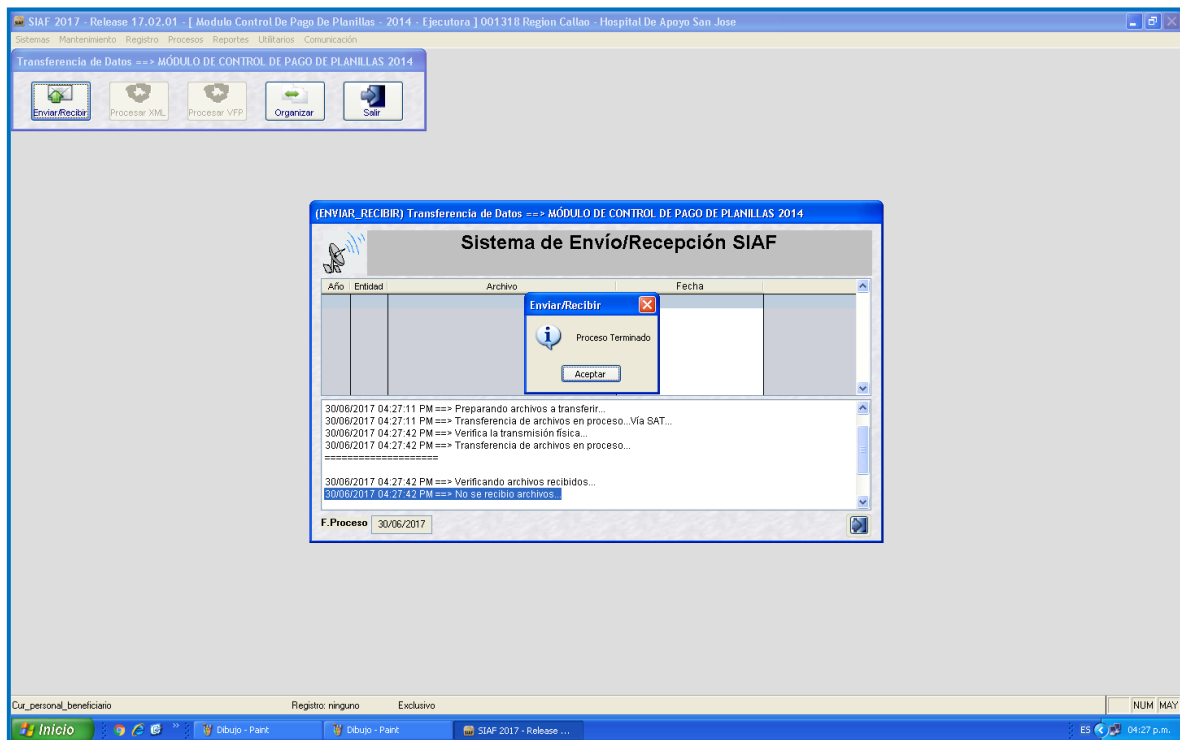 SIAF 2017 - Release 17.02.01 - [ Modulo Control De Pago De Planillas - 2014 - Ejecutora ] 001318 Region Callao - Hospital De Apoyo San Jose
Sistemas Mantenimiento Registro Procesos Reportes Utilitarios Comunicación
Transferencia de Datos ==> MÓDULO DE CONTROL DE PAGO DE PLANILLAS 2014
Enviar/Recibir Procesar XML Procesar VFP Organizar Salir
(ENVIAR_RECIBIR) Transferencia de Datos ==> MÓDULO DE CONTROL DE PAGO DE PLANILLAS 2014
Sistema de Envío/Recepción SIAF
Año Entidad Archivo Fecha
Enviar/Recibir
Proceso Terminado
Aceptar
30/06/2017 04:27:11 PM ==> Preparando archivos a transferir...
30/06/2017 04:27:11 PM ==> Transferencia de archivos en proceso...Vía SAT...
30/06/2017 04:27:42 PM ==> Verifica la transmisión física...
30/06/2017 04:27:42 PM ==> Transferencia de archivos en proceso...
===================
30/06/2017 04:27:42 PM ==> Verificando archivos recibidos...
30/06/2017 04:27:42 PM ==> No se recibio archivos...
F.Proceso 30/06/2017
Cur_personal_beneficiario Registro: ninguno Exclusivo NUM MAY
Inicio Dibujo - Paint Dibujo - Paint SIAF 2017 - Release ... ES 04:27 p.m.